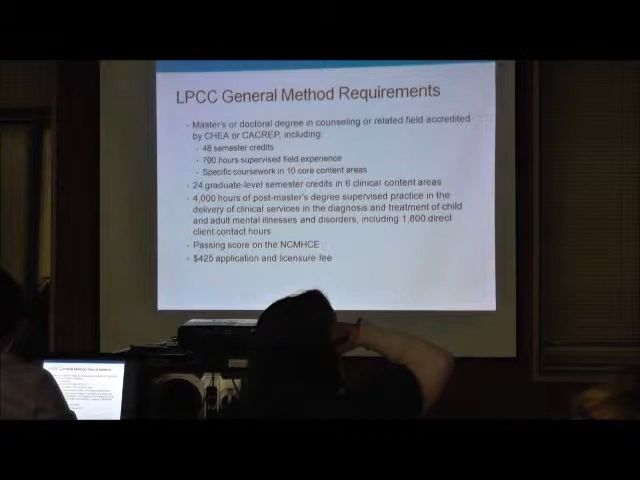 LPCC General Method Requirements
- Master's or doctoral degree in counseling or related field accredited
by CHEA or CACREP, including:
- 48 semester credits
- 700 hours supervised field experience
- Specific coursework in 10 core content areas
- 24 graduate-level semester credits in 6 clinical content areas
- 4,000 hours of post-master's degree supervised practice in the
delivery of clinical services in the diagnosis and treatment of child
and adult mental illnesses and disorders, including 1,800 direct
client contact hours
- Passing score on the NCMHCE
- $425 application and licensure fee